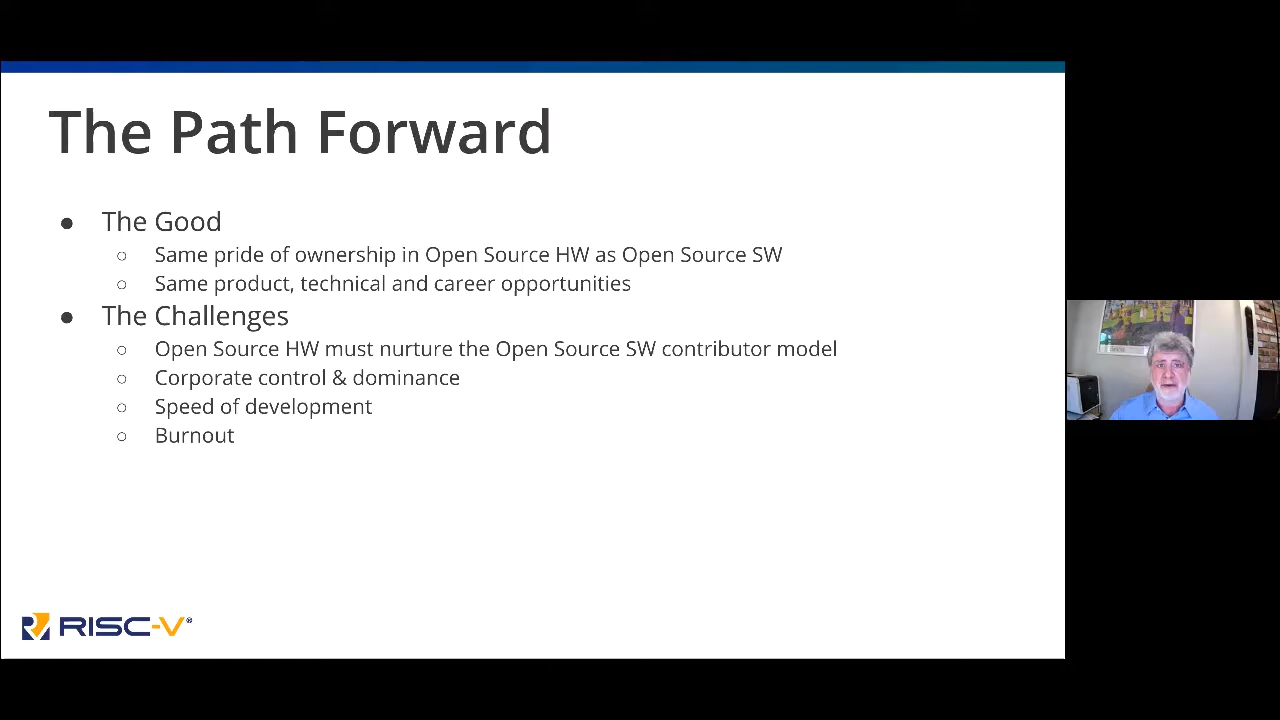 The Path Forward
● The Good
○ Same pride of ownership in Open Source HW as Open Source SW
○ Same product, technical and career opportunities
● The Challenges
○ Open Source HW must nurture the Open Source SW contributor model
○ Corporate control & dominance
○ Speed of development
○ Burnout
RISC-V®